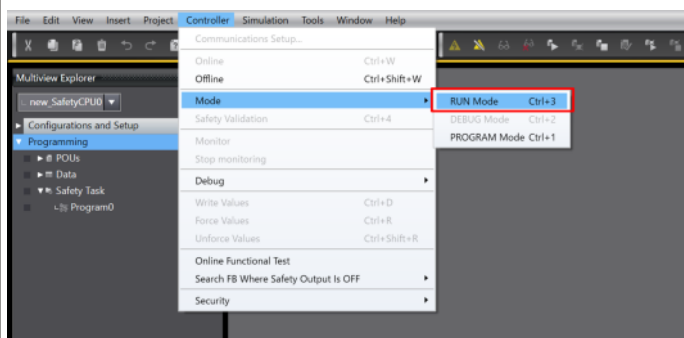 File Edit View Insert Project Controller Simulation Tools Window Help
Communications Setup...
Online Ctrl+W
Offline Ctrl+Shift+W
Mode
RUN Mode Ctrl+3
DEBUG Mode Ctrl+2
PROGRAM Mode Ctrl+1
Safety Validation Ctrl+4
Monitor
Stop monitoring
Debug
Write Values Ctrl+D
Force Values Ctrl+R
Unforce Values Ctrl+Shift+R
Online Functional Test
Search FB Where Safety Output Is OFF
Security
Multiview Explorer
new_SafetyCPU0
Configurations and Setup
Programming
POUs
Data
Safety Task
Program0